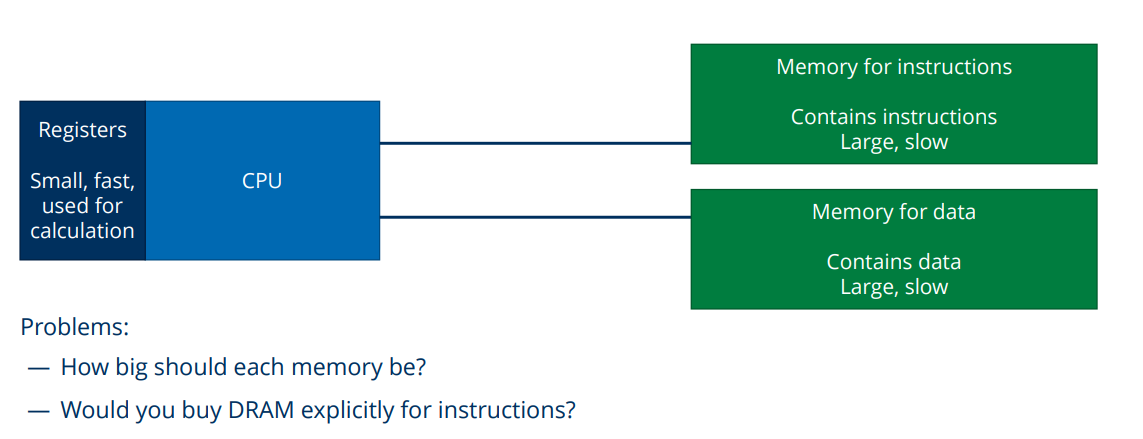 Registers
Small, fast,
used for
calculation
CPU
Memory for instructions
Contains instructions
Large, slow
Memory for data
Contains data
Large, slow
Problems:
— How big should each memory be?
— Would you buy DRAM explicitly for instructions?